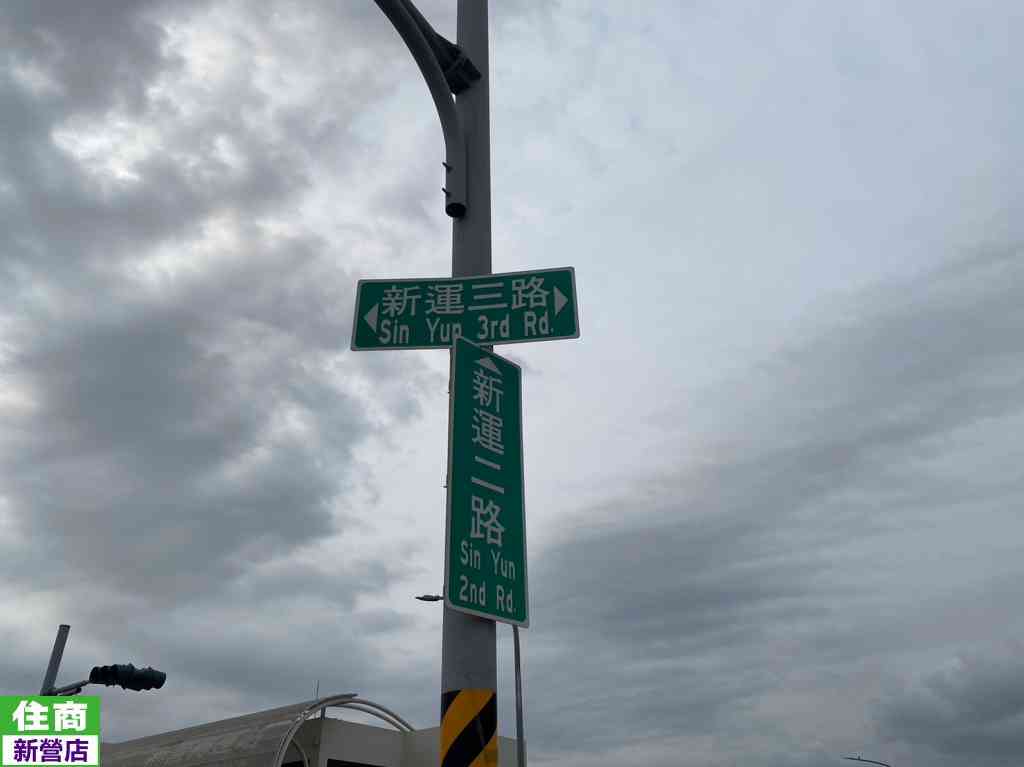 新運三路
Sin Yun 3rd Rd.
新運二路
Sin Yun
2nd Rd.
住商
新營店